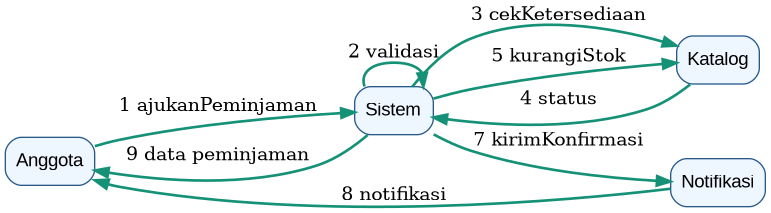 3 cekKetersediaan
2 validasi
5 kurangiStok
Katalog
4 status
1 ajukanPeminjaman
Sistem
7 kirimKonfirmasi
9 data peminjaman
Anggota
Notifikasi
8 notifikasi